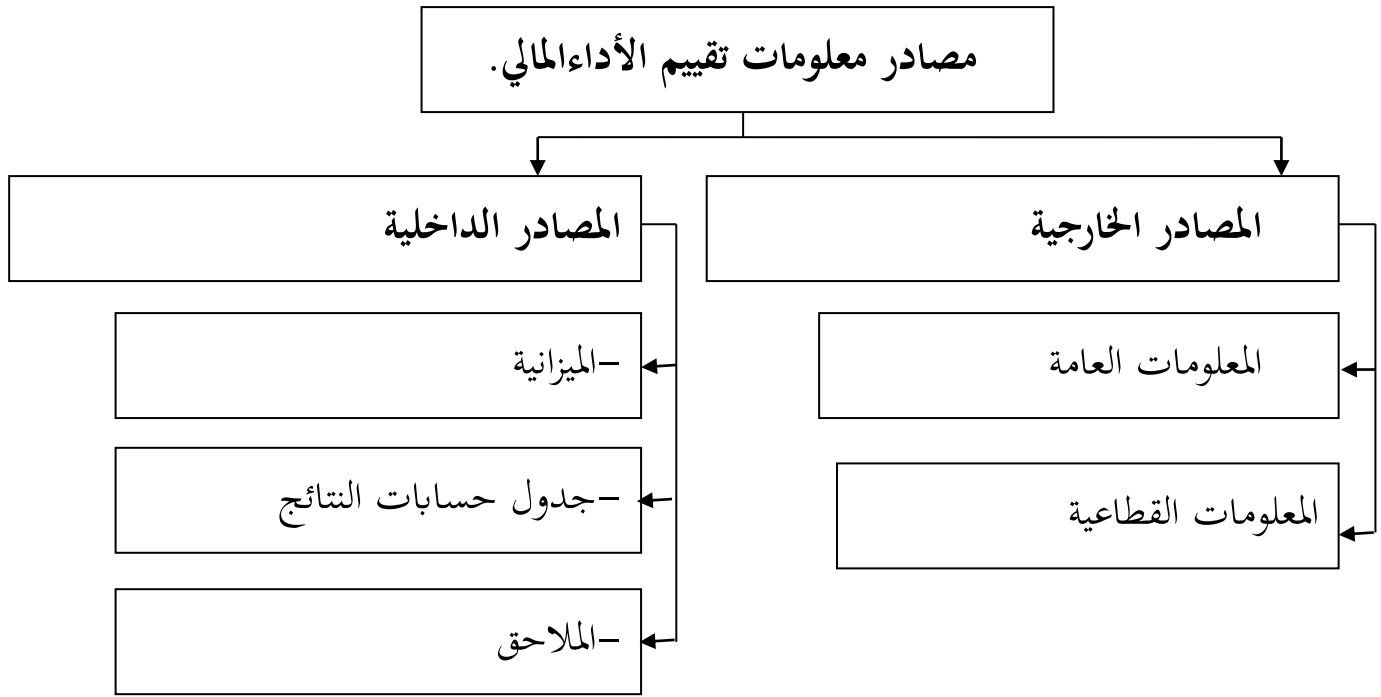 مصادر معلومات تقييم الأداءالمالي.
المصادر الخارجية
المعلومات العامة
المعلومات القطاعية
المصادر الداخلية
-الميزانية
-جدول حسابات النتائج
-الملاحق